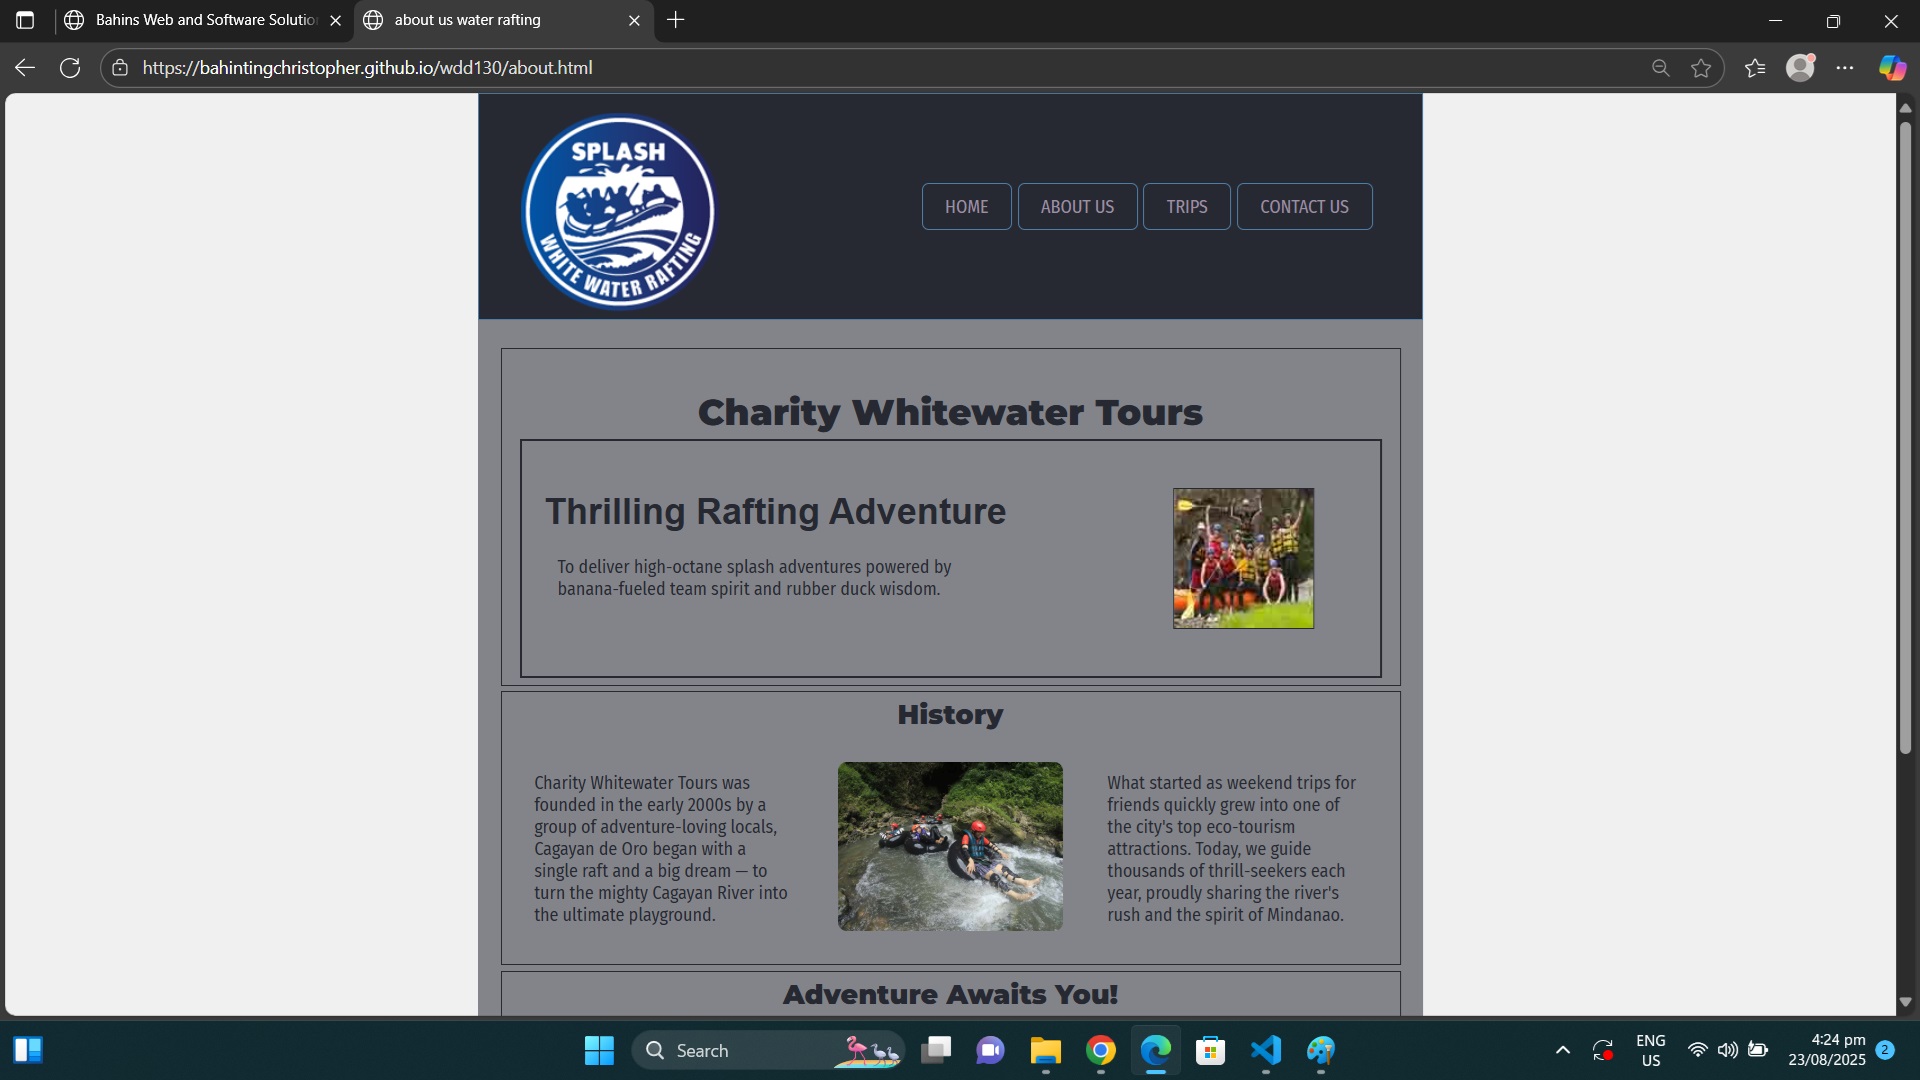 Bahins Web and Software Solution
about us water rafting
https://bahintingchristopher.github.io/wdd130/about.html
SPLASH
WHITE WATER RAFTING
HOME
ABOUT US
TRIPS
CONTACT US
Charity Whitewater Tours
Thrilling Rafting Adventure
To deliver high-octane splash adventures powered by
banana-fueled team spirit and rubber duck wisdom.
History
Charity Whitewater Tours was
founded in the early 2000s by a
group of adventure-loving locals,
Cagayan de Oro began with a
single raft and a big dream — to
turn the mighty Cagayan River into
the ultimate playground.
What started as weekend trips for
friends quickly grew into one of
the city's top eco-tourism
attractions. Today, we guide
thousands of thrill-seekers each
year, proudly sharing the river's
rush and the spirit of Mindanao.
Adventure Awaits You!
Search
ENG
US
4:24 pm
23/08/2025
2